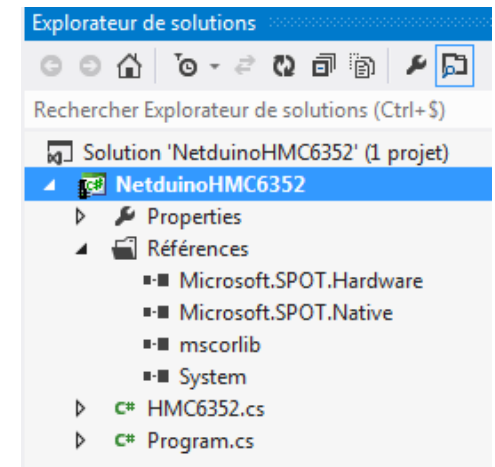 Explorateur de solutions
Rechercher Explorateur de solutions (Ctrl+$)
Solution 'NetduinoHMC6352' (1 projet)
C# NetduinoHMC6352
Properties
Références
Microsoft.SPOT.Hardware
Microsoft.SPOT.Native
mscorlib
System
C# HMC6352.cs
C# Program.cs